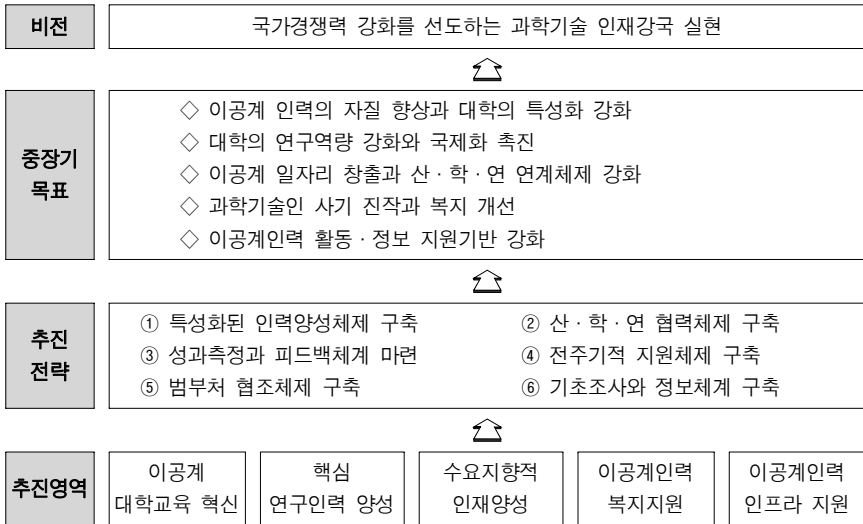 비전
국가경쟁력 강화를 선도하는 과학기술 인재강국 실현
중장기
목표
◇ 이공계 인력의 자질 향상과 대학의 특성화 강화
◇ 대학의 연구역량 강화와 국제화 촉진
◇ 이공계 일자리 창출과 산 · 학 · 연 연계체제 강화
◇ 과학기술인 사기 진작과 복지 개선
◇ 이공계인력 활동 · 정보 지원기반 강화
추진
전략
① 특성화된 인력양성체제 구축 ② 산 · 학 · 연 협력체제 구축
③ 성과측정과 피드백체계 마련 ④ 전주기적 지원체제 구축
⑤ 범부처 협조체제 구축 ⑥ 기초조사와 정보체계 구축
추진영역
이공계
대학교육 혁신
핵심
연구인력 양성
수요지향적
인재양성
이공계인력
복지지원
이공계인력
인프라 지원